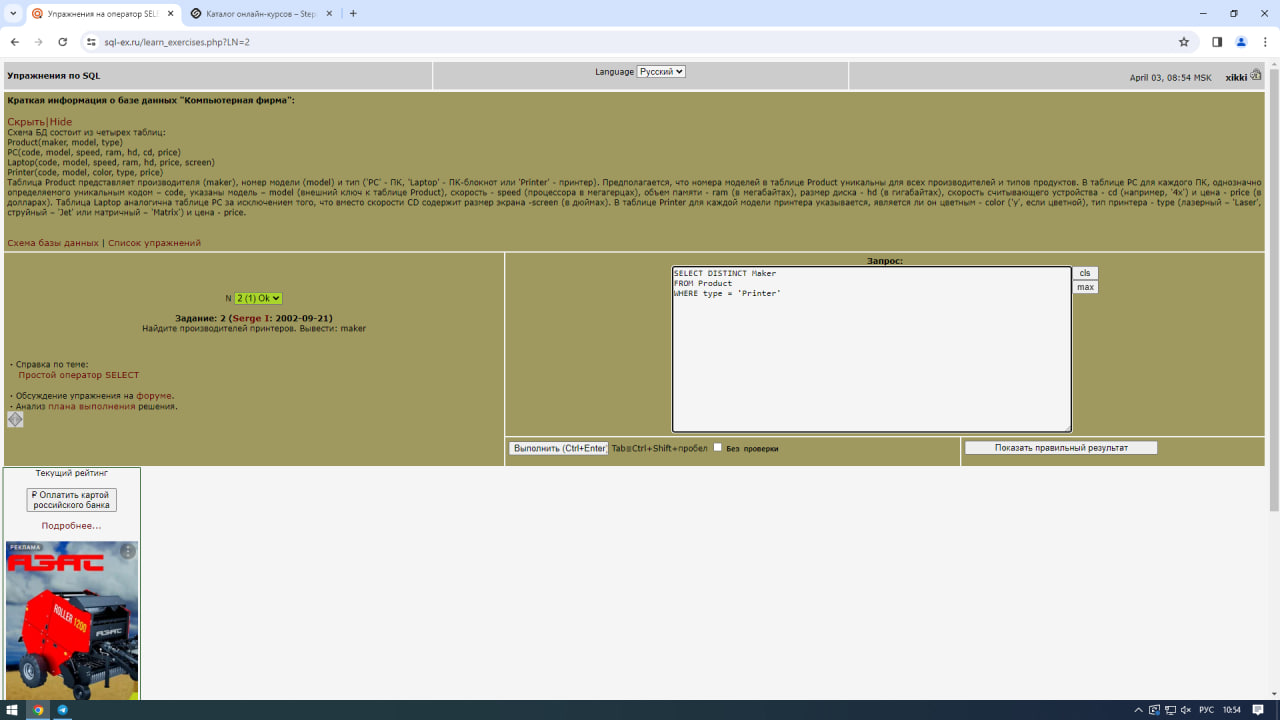 Упражнения на оператор SELE
Каталог онлайн-курсов – Step
sql-ex.ru/learn_exercises.php?LN=2
Упражнения по SQL
Language Русский
April 03, 08:54 MSK xikki
Краткая информация о базе данных "Компьютерная фирма":
Скрыть|Hide
Схема БД состоит из четырех таблиц:
Product(maker, model, type)
PC(code, model, speed, ram, hd, cd, price)
Laptop(code, model, speed, ram, hd, price, screen)
Printer(code, model, color, type, price)
Таблица Product представляет производителя (maker), номер модели (model) и тип ('PC' - ПК, 'Laptop' - ПК-блокнот или 'Printer' - принтер). Предполагается, что номера моделей в таблице Product уникальны для всех производителей и типов продуктов. В таблице PC для каждого ПК, однозначно
определяемого уникальным кодом – code, указаны модель – model (внешний ключ к таблице Product), скорость - speed (процессора в мегагерцах), объем памяти - ram (в мегабайтах), размер диска - hd (в гигабайтах), скорость считывающего устройства - cd (например, '4x') и цена - price (в
долларах). Таблица Laptop аналогична таблице PC за исключением того, что вместо скорости CD содержит размер экрана -screen (в дюймах). В таблице Printer для каждой модели принтера указывается, является ли он цветным - color ('y', если цветной), тип принтера - type (лазерный – 'Laser',
струйный – 'Jet' или матричный – 'Matrix') и цена - price.
Схема базы данных | Список упражнений
N 2 (1) Ok
Задание: 2 (Serge I: 2002-09-21)
Найдите производителей принтеров. Вывести: maker
· Справка по теме:
Простой оператор SELECT
· Обсуждение упражнения на форуме.
· Анализ плана выполнения решения.
Запрос:
SELECT DISTINCT Maker
FROM Product
WHERE type = 'Printer'
cls
max
Выполнить (Ctrl+Enter) Tab≡Ctrl+Shift+пробел Без проверки
Показать правильный результат
Текущий рейтинг
₽ Оплатить картой
российского банка
Подробнее...
РЕКЛАМА
АЗАС
ROLLER 1200
АЗАС
РУС 10:54